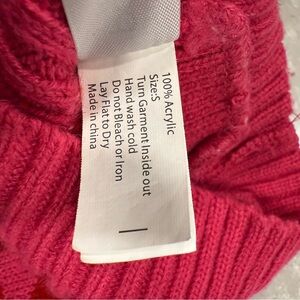 100% Acrylic
Size:S
Turn Garment Inside out
Hand wash cold
Do not Bleach or Iron
Lay Flat to Dry
Made in china